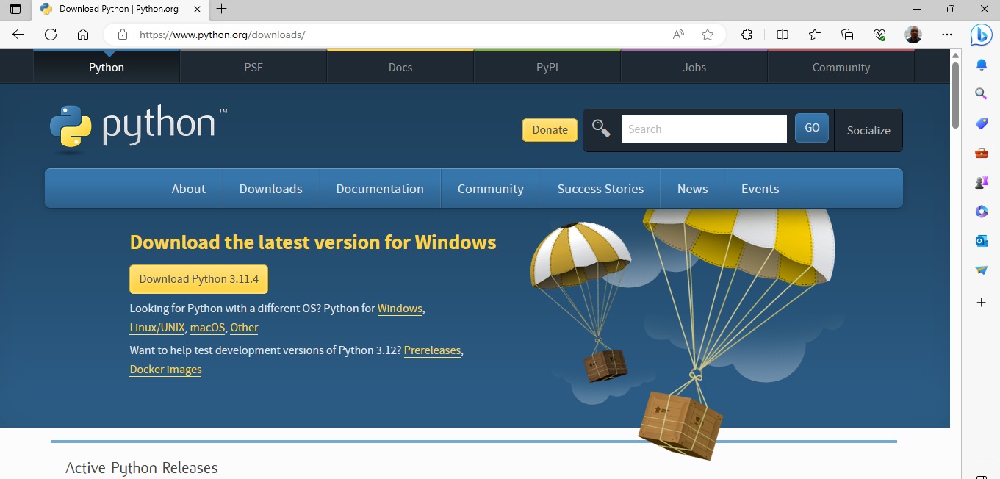 Download Python | Python.org
https://www.python.org/downloads/
Python PSF Docs PyPI Jobs Community
python ™
Donate Search GO Socialize
About Downloads Documentation Community Success Stories News Events
Download the latest version for Windows
Download Python 3.11.4
Looking for Python with a different OS? Python for Windows,
Linux/UNIX, macOS, Other
Want to help test development versions of Python 3.12? Prereleases,
Docker images
Active Python Releases